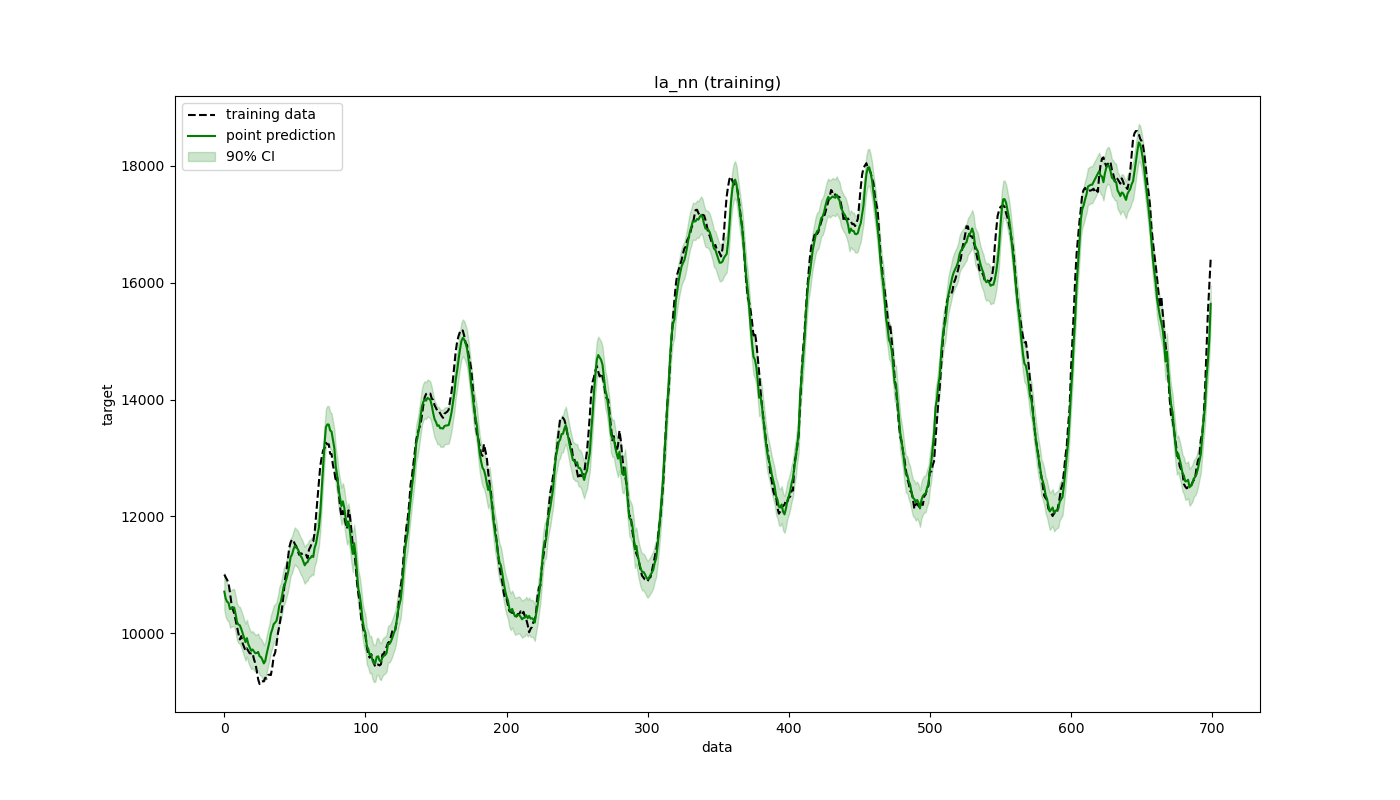 la_nn (training)
training data
point prediction
90% CI
18000
16000
14000
12000
10000
target
0 100 200 300 400 500 600 700
data